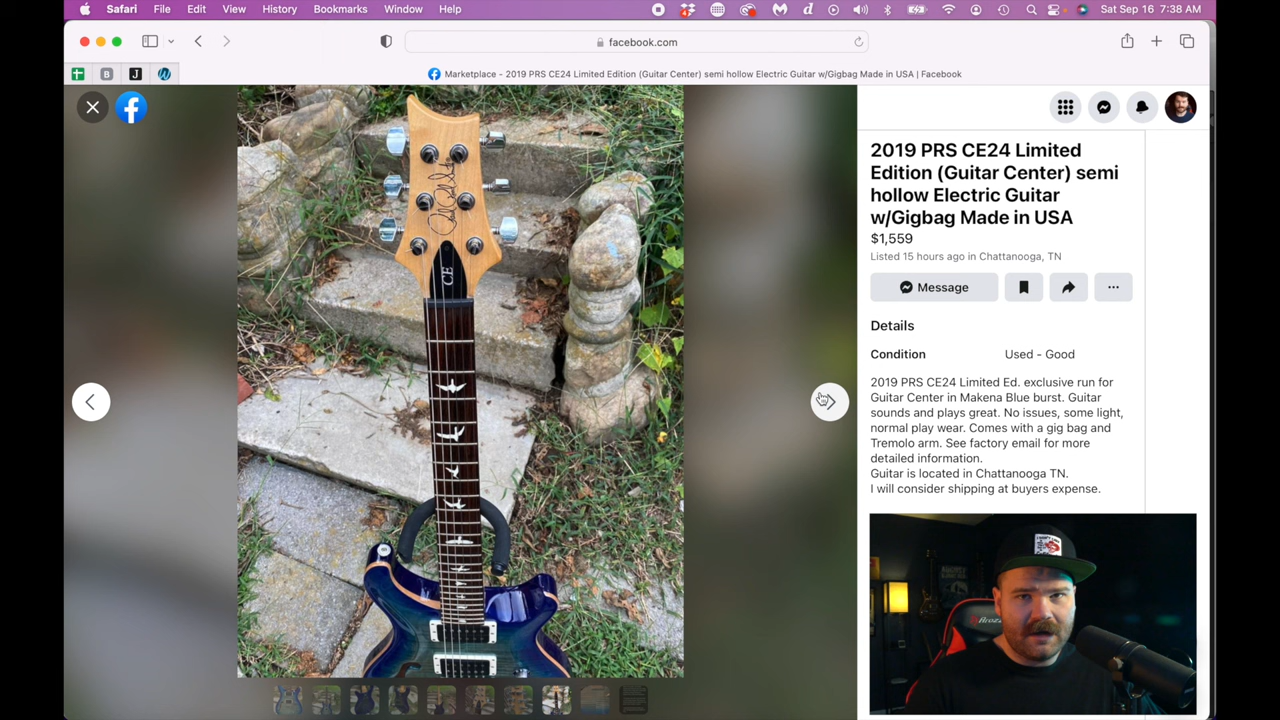 Safari File Edit View History Bookmarks Window Help Sat Sep 16 7:38 AM
facebook.com
Marketplace - 2019 PRS CE24 Limited Edition (Guitar Center) semi hollow Electric Guitar w/Gigbag Made in USA | Facebook
2019 PRS CE24 Limited
Edition (Guitar Center) semi
hollow Electric Guitar
w/Gigbag Made in USA
$1,559
Listed 15 hours ago in Chattanooga, TN
Message
Details
Condition Used - Good
2019 PRS CE24 Limited Ed. exclusive run for
Guitar Center in Makena Blue burst. Guitar
sounds and plays great. No issues, some light,
normal play wear. Comes with a gig bag and
Tremolo arm. See factory email for more
detailed information.
Guitar is located in Chattanooga TN.
I will consider shipping at buyers expense.
CE